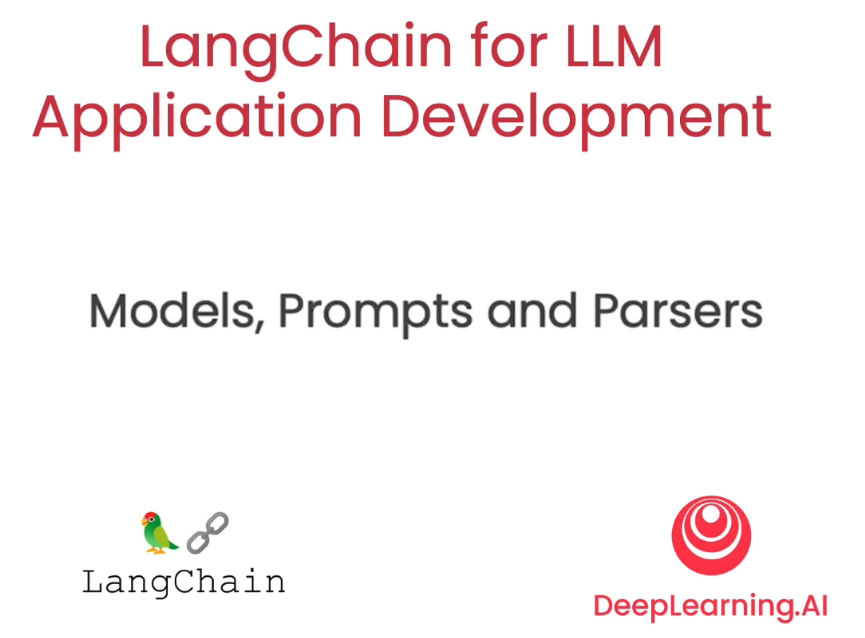 LangChain for LLM
Application Development
Models, Prompts and Parsers
LangChain
DeepLearning.AI